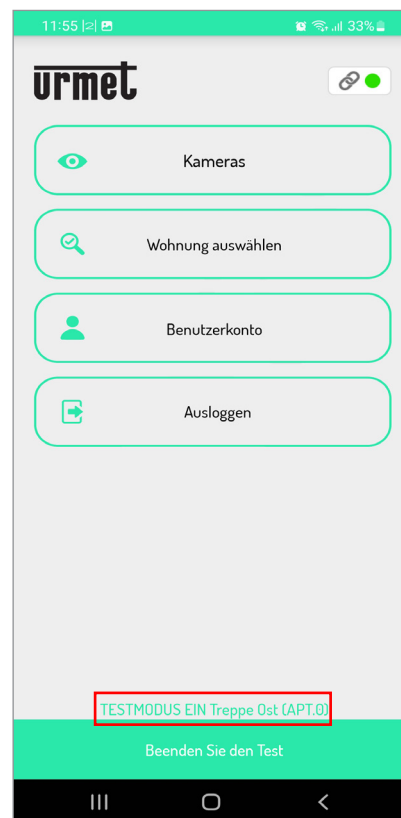 11:55 33%
urmet
Kameras
Wohnung auswählen
Benutzerkonto
Ausloggen
TESTMODUS EIN Treppe Ost (APT.0)
Beenden Sie den Test